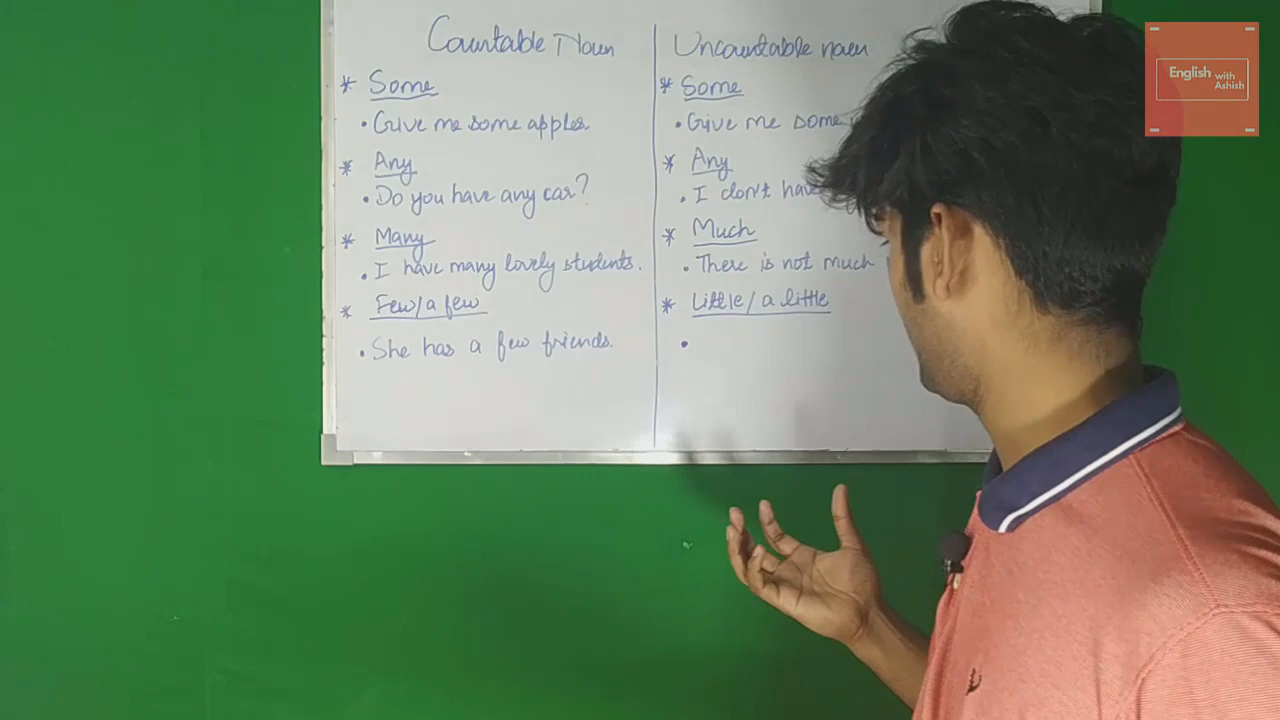 Countable Noun
* Some
• Give me some apples.
* Any
• Do you have any car?
* Many
• I have many lovely students.
* Few/a few
• She has a few friends.
Uncountable noun
* Some
• Give me some
* Any
• I don't have
* Much
• There is not much
* Little/a little
•
English with
Ashish